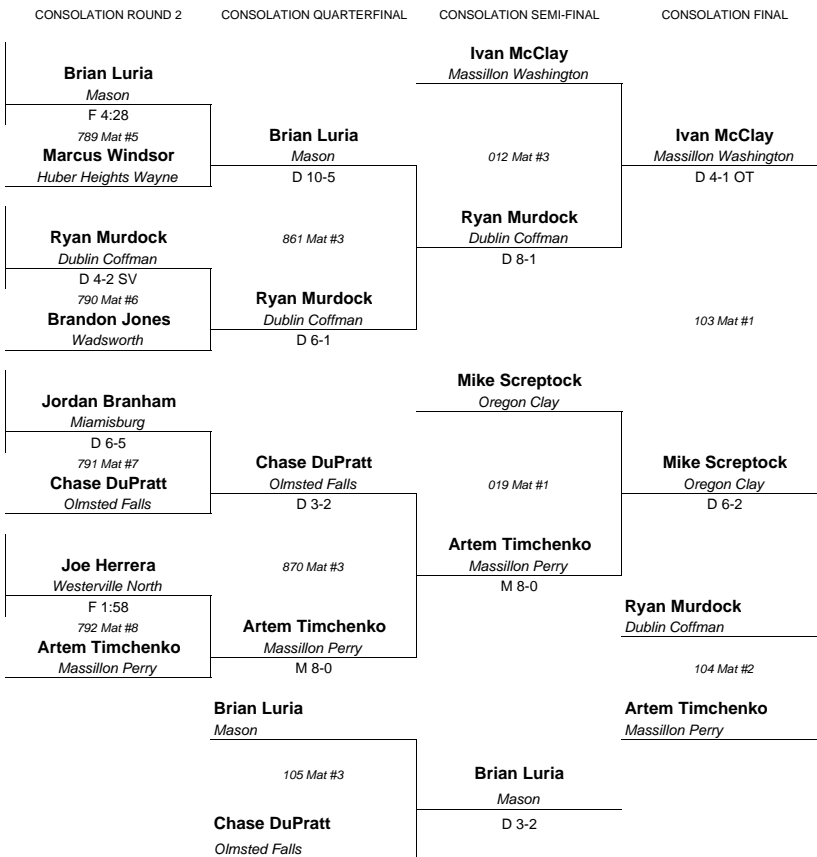 CONSOLATION ROUND 2
CONSOLATION QUARTERFINAL
CONSOLATION SEMI-FINAL
CONSOLATION FINAL
Brian Luria
Mason
F 4:28
789 Mat #5
Marcus Windsor
Huber Heights Wayne
Ryan Murdock
Dublin Coffman
D 4-2 SV
790 Mat #6
Brandon Jones
Wadsworth
Jordan Branham
Miamisburg
D 6-5
791 Mat #7
Chase DuPratt
Olmsted Falls
Joe Herrera
Westerville North
F 1:58
792 Mat #8
Artem Timchenko
Massillon Perry
Brian Luria
Mason
D 10-5
861 Mat #3
Ryan Murdock
Dublin Coffman
D 6-1
Chase DuPratt
Olmsted Falls
D 3-2
870 Mat #3
Artem Timchenko
Massillon Perry
M 8-0
Ivan McClay
Massillon Washington
012 Mat #3
Ryan Murdock
Dublin Coffman
D 8-1
Mike Screptock
Oregon Clay
019 Mat #1
Artem Timchenko
Massillon Perry
M 8-0
Ivan McClay
Massillon Washington
D 4-1 OT
103 Mat #1
Mike Screptock
Oregon Clay
D 6-2
Ryan Murdock
Dublin Coffman
104 Mat #2
Artem Timchenko
Massillon Perry
Brian Luria
Mason
105 Mat #3
Chase DuPratt
Olmsted Falls
Brian Luria
Mason
D 3-2